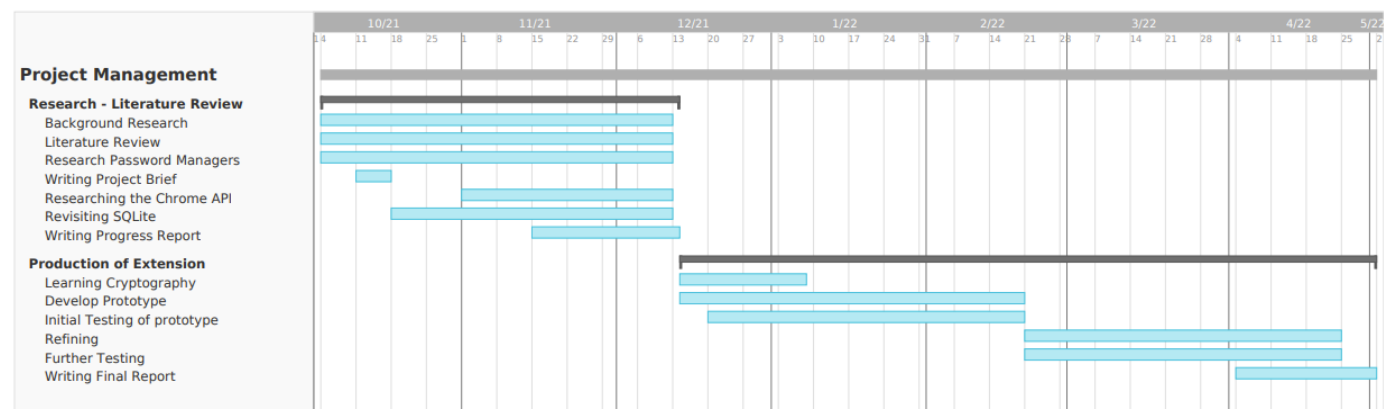 10/21 11/21 12/21 1/22 2/22 3/22 4/22 5/22
1 4 11 18 25 1 8 15 22 29 6 13 20 27 3 10 17 24 31 7 14 21 28 7 14 21 28 4 11 18 25 2
Project Management
Research - Literature Review
Background Research
Literature Review
Research Password Managers
Writing Project Brief
Researching the Chrome API
Revisiting SQLite
Writing Progress Report
Production of Extension
Learning Cryptography
Develop Prototype
Initial Testing of prototype
Refining
Further Testing
Writing Final Report